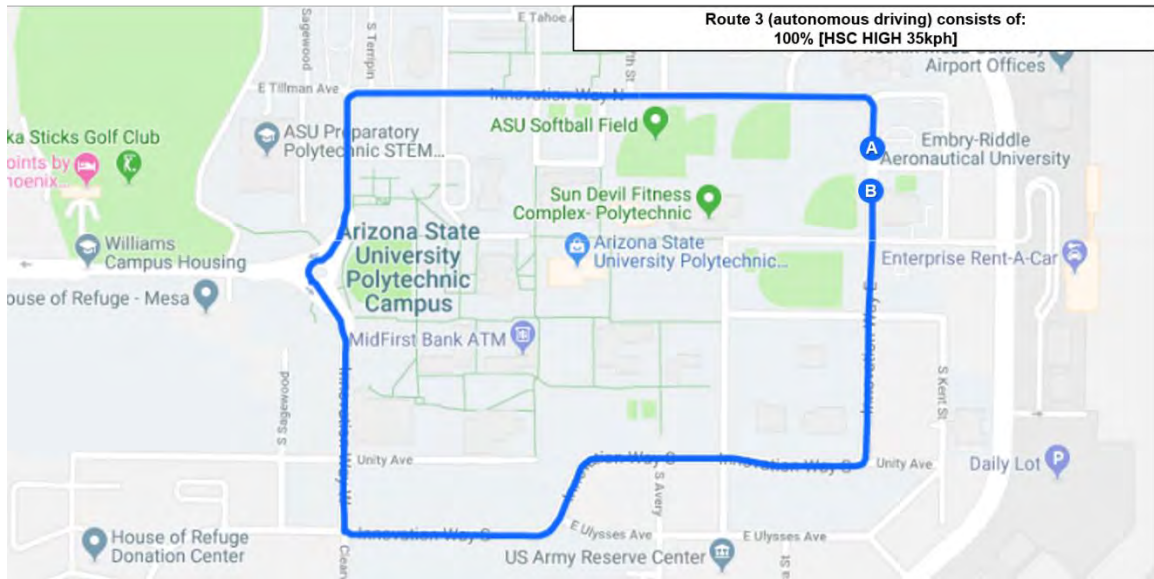 Route 3 (autonomous driving) consists of:
100% [HSC HIGH 35kph]
E Tahoe
Airport Offices
S Sagewood
S Terripin
E Tillman Ave
Innovation Way N
ASU Softball Field
A
Embry-Riddle
Aeronautical University
ka Sticks Golf Club
ASU Preparatory
Polytechnic STEM...
oints by
hoenix...
B
Sun Devil Fitness
Complex- Polytechnic
Arizona State
University
Polytechnic
Campus
Arizona State
University Polytechnic...
Williams
Campus Housing
Enterprise Rent-A-Car
ouse of Refuge - Mesa
MidFirst Bank ATM
Innovation Way E
S Kent St
S Sagewood
Innovation Way W
Unity Ave
Innovation Way S
Innovation Way S
Unity Ave
Daily Lot
P
S Avery
Innovation Way S
E Ulysses Ave
E Ulysses Ave
House of Refuge
Donation Center
US Army Reserve Center